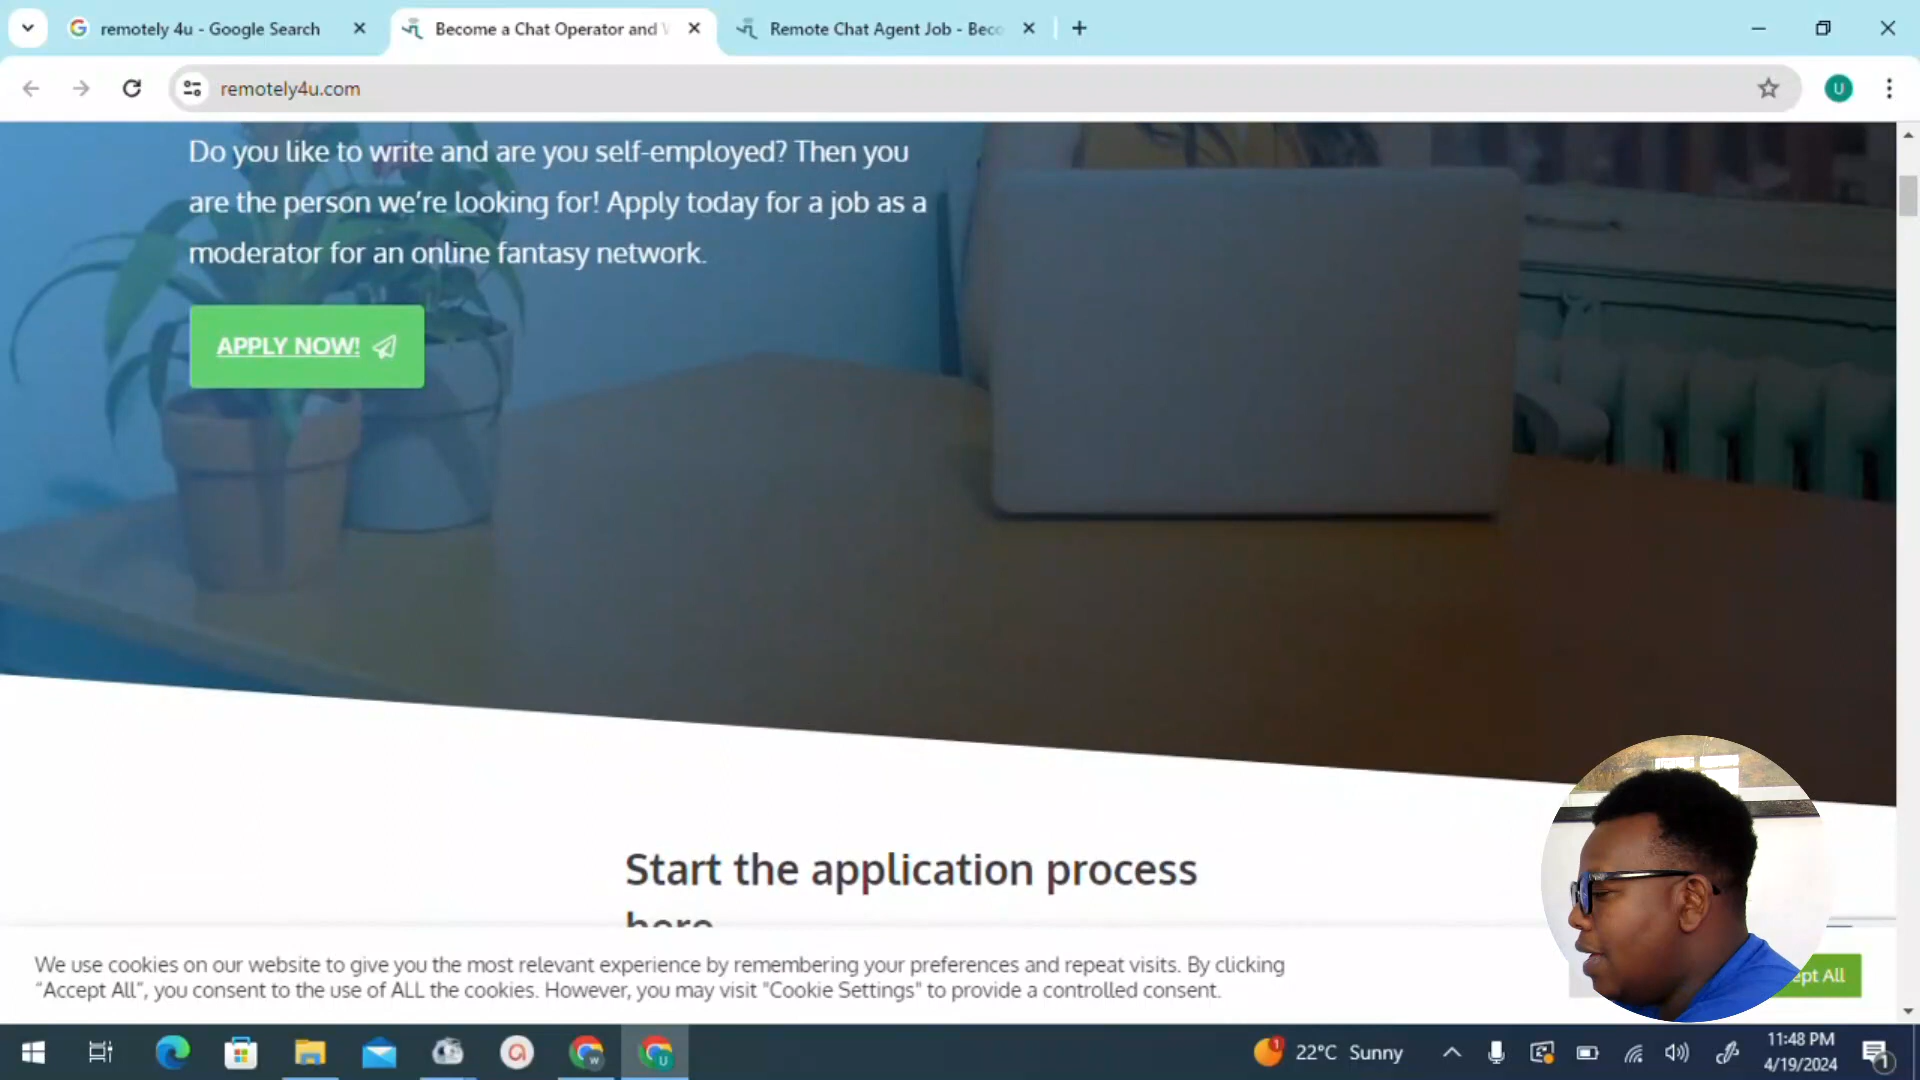 remotely 4u - Google Search
Become a Chat Operator and
Remote Chat Agent Job - Beco
remotely4u.com
U
Do you like to write and are you self-employed? Then you
are the person we’re looking for! Apply today for a job as a
moderator for an online fantasy network.
APPLY NOW!
Start the application process
here
We use cookies on our website to give you the most relevant experience by remembering your preferences and repeat visits. By clicking
“Accept All”, you consent to the use of ALL the cookies. However, you may visit "Cookie Settings" to provide a controlled consent.
ept All
1
22°C Sunny
11:48 PM
4/19/2024
1